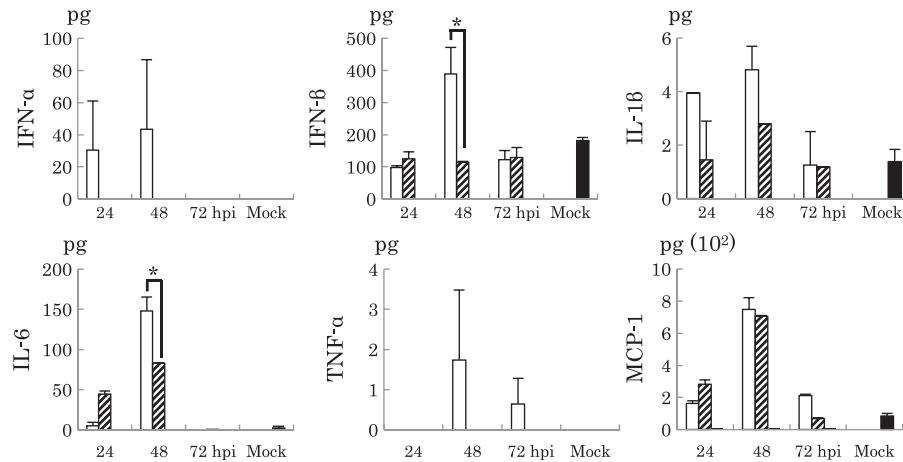 pg
IFN-α
100
80
60
40
20
0
24 48 72 hpi Mock
pg
IFN-β
500
400
300
200
100
0
*
24 48 72 hpi Mock
pg
IL-1β
6
4
2
0
24 48 72 hpi Mock
pg
IL-6
200
150
100
50
0
*
24 48 72 hpi Mock
pg
TNF-α
4
3
2
1
0
24 48 72 hpi Mock
pg (10²)
MCP-1
10
8
6
4
2
0
24 48 72 hpi Mock